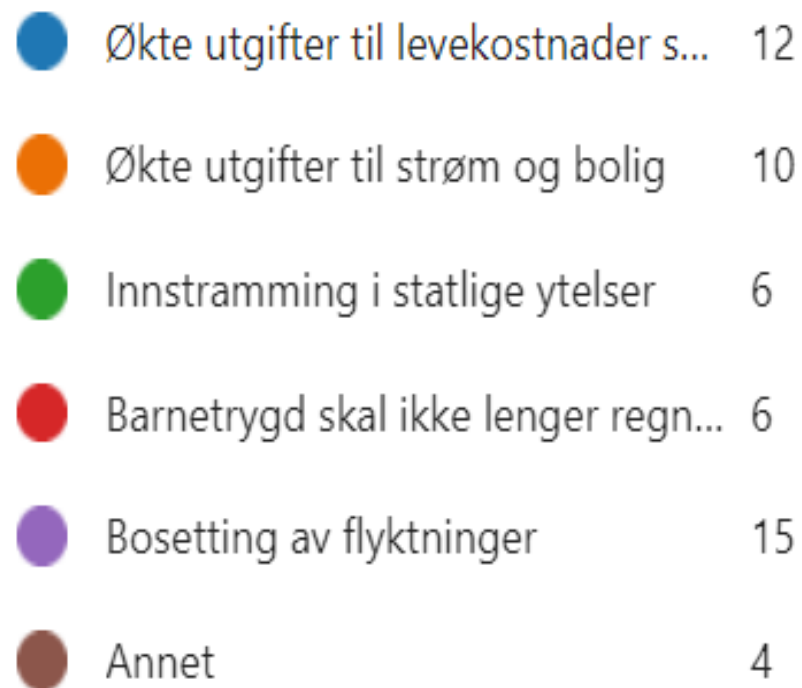 Økte utgifter til levekostnader s... 12
Økte utgifter til strøm og bolig 10
Innstramming i statlige ytelser 6
Barnetrygd skal ikke lenger regn... 6
Bosetting av flyktninger 15
Annet 4